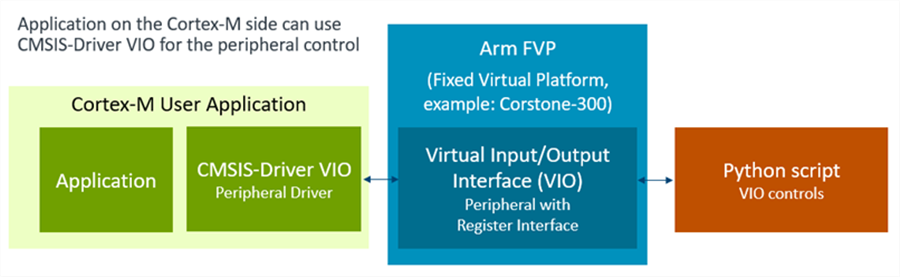 Application on the Cortex-M side can use
CMSIS-Driver VIO for the peripheral control
Cortex-M User Application
Application
CMSIS-Driver VIO
Peripheral Driver
Arm FVP
(Fixed Virtual Platform,
example: Corstone-300)
Virtual Input/Output
Interface (VIO)
Peripheral with
Register Interface
Python script
VIO controls